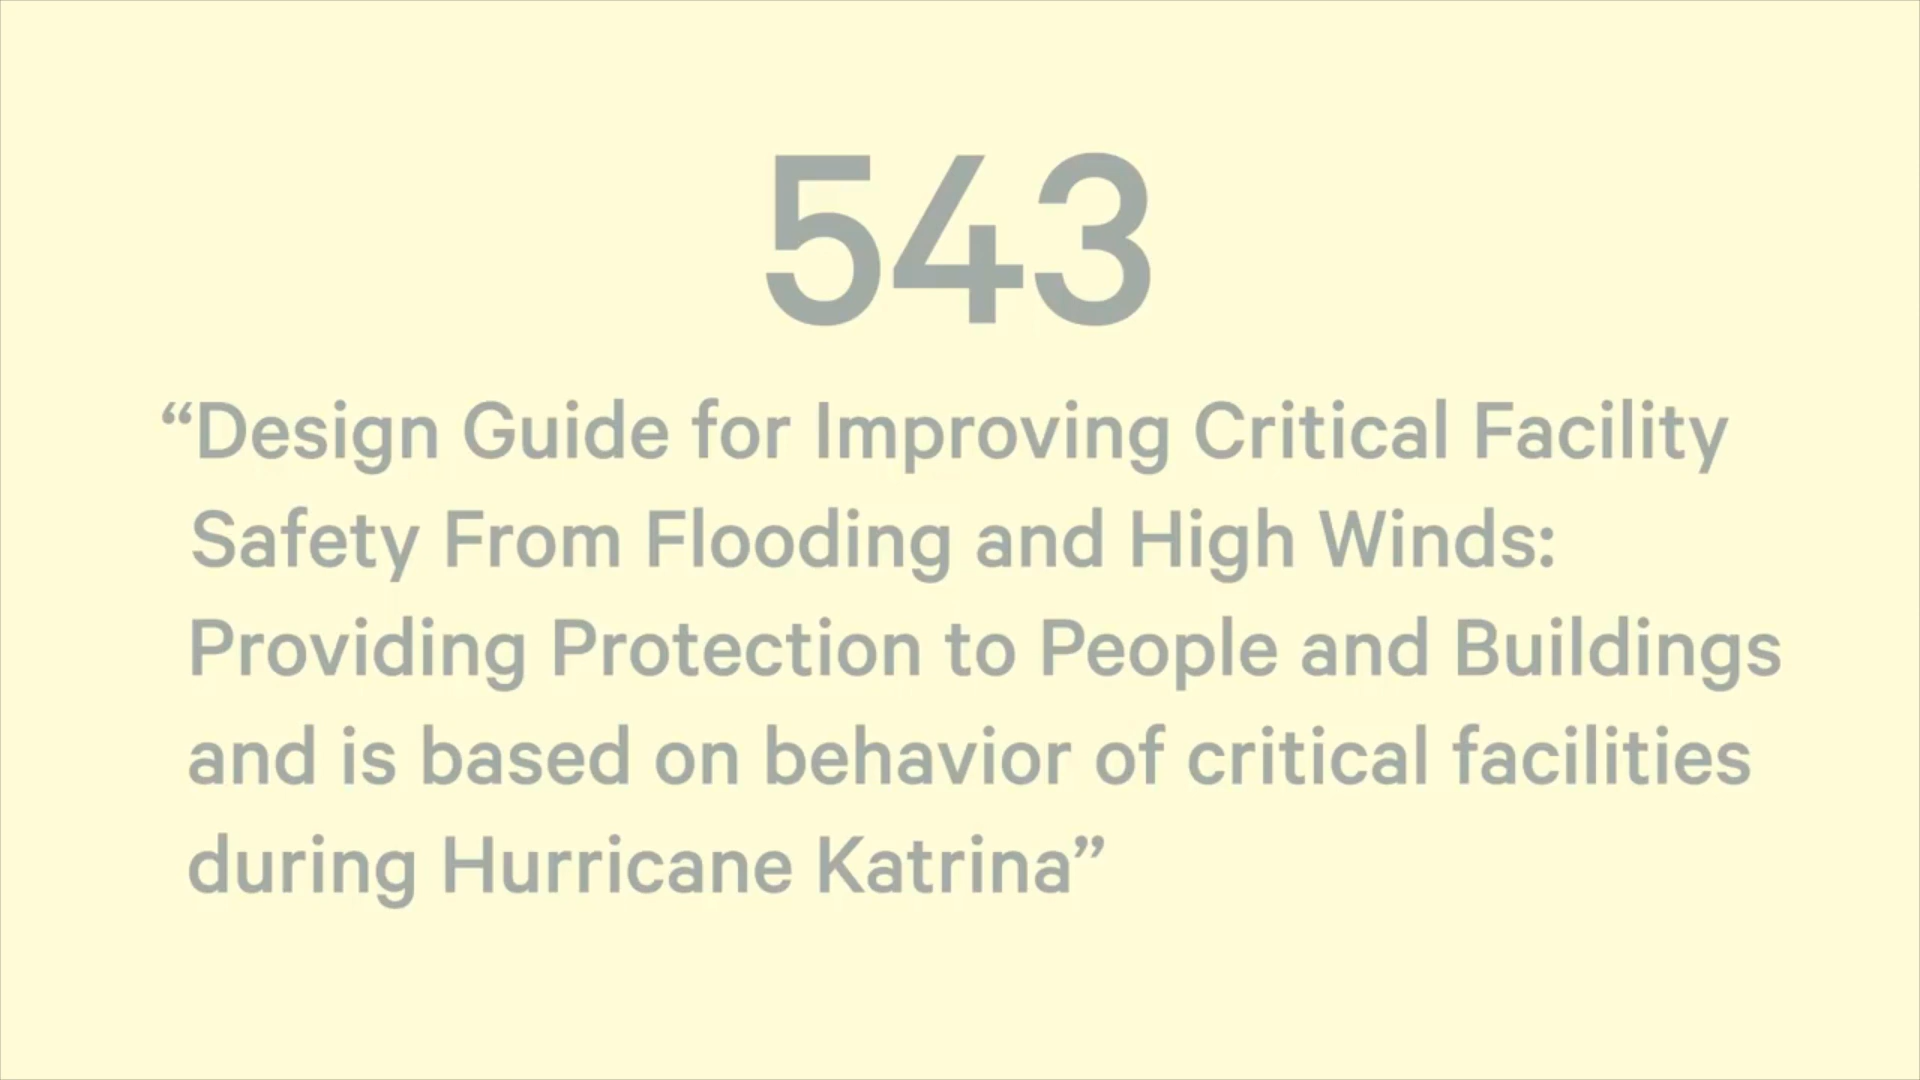 543
“Design Guide for Improving Critical Facility
Safety From Flooding and High Winds:
Providing Protection to People and Buildings
and is based on behavior of critical facilities
during Hurricane Katrina”